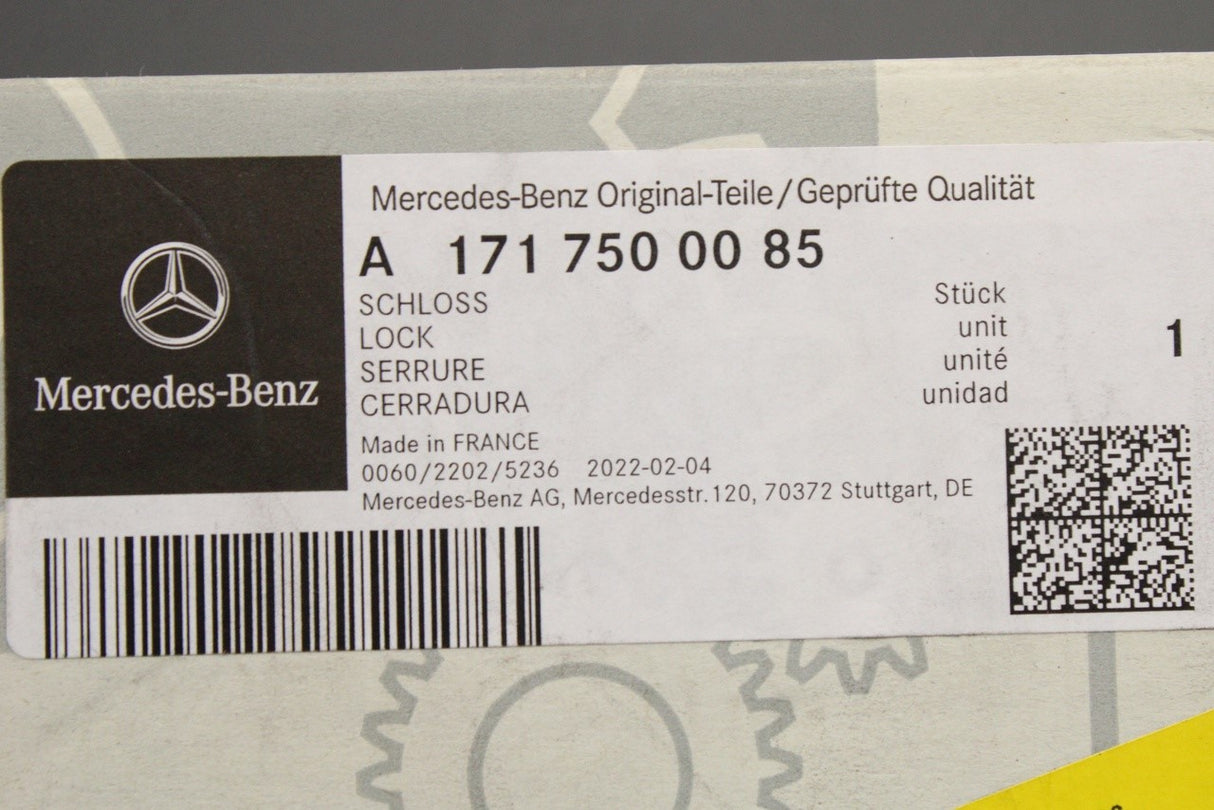 Mercedes-Benz
Mercedes-Benz Original-Teile/Geprüfte Qualität
A 171 750 00 85
SCHLOSS
LOCK
SERRURE
CERRADURA
Stück
unit
unité
unidad
1
Made in FRANCE
0060/2202/5236 2022-02-04
Mercedes-Benz AG, Mercedesstr. 120, 70372 Stuttgart, DE